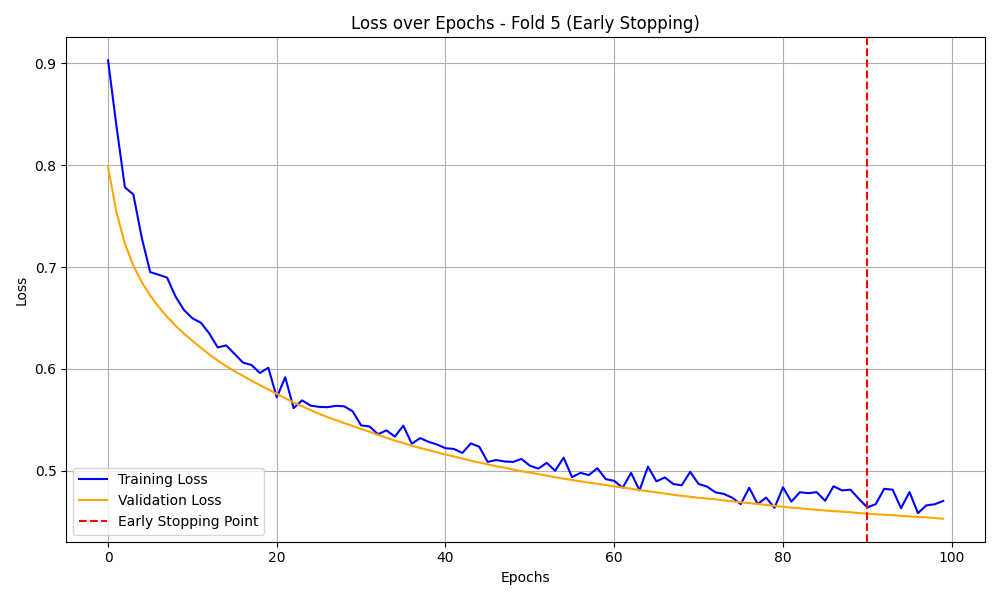 Loss over Epochs - Fold 5 (Early Stopping)
0.9
0.8
0.7
0.6
0.5
Loss
Training Loss
Validation Loss
Early Stopping Point
0 20 40 60 80 100
Epochs